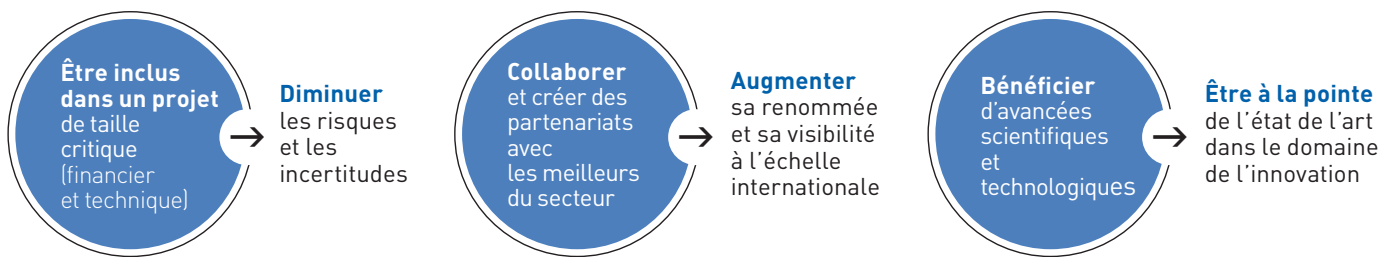 Être inclus
dans un projet
de taille
critique
(financier
et technique)
→
Diminuer
les risques
et les
incertitudes
Collaborer
et créer des
partenariats
avec
les meilleurs
du secteur
→
Augmenter
sa renommée
et sa visibilité
à l’échelle
internationale
Bénéficier
d’avancées
scientifiques
et
technologiques
→
Être à la pointe
de l’état de l’art
dans le domaine
de l’innovation